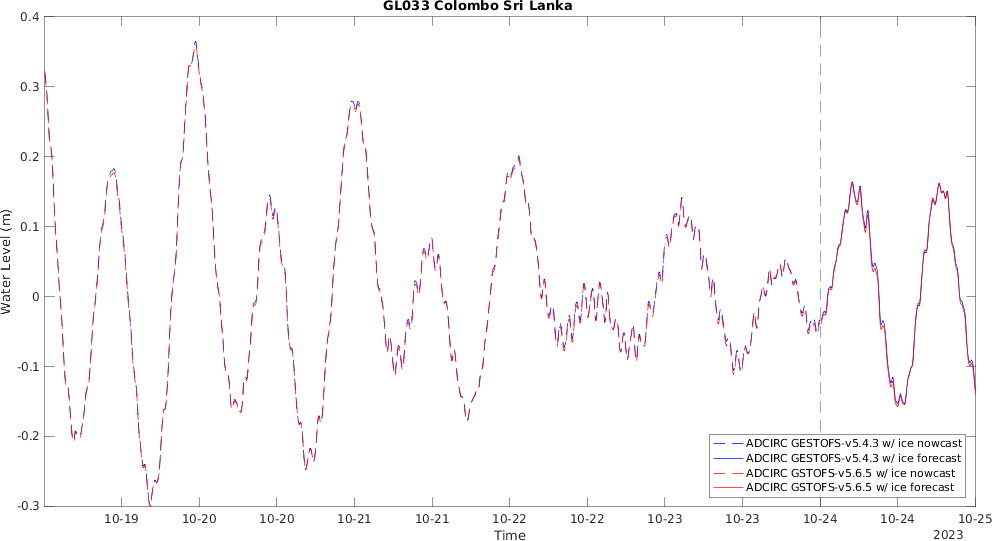 GL033 Colombo Sri Lanka
0.4
0.3
0.2
0.1
0
-0.1
-0.2
-0.3
Water Level (m)
ADCIRC GESTOFS-v5.4.3 w/ ice nowcast
ADCIRC GESTOFS-v5.4.3 w/ ice forecast
ADCIRC GSTOFS-v5.6.5 w/ ice nowcast
ADCIRC GSTOFS-v5.6.5 w/ ice forecast
10-19 10-20 10-20 10-21 10-21 10-22 10-22 10-23 10-23 10-24 10-24 10-25
Time 2023